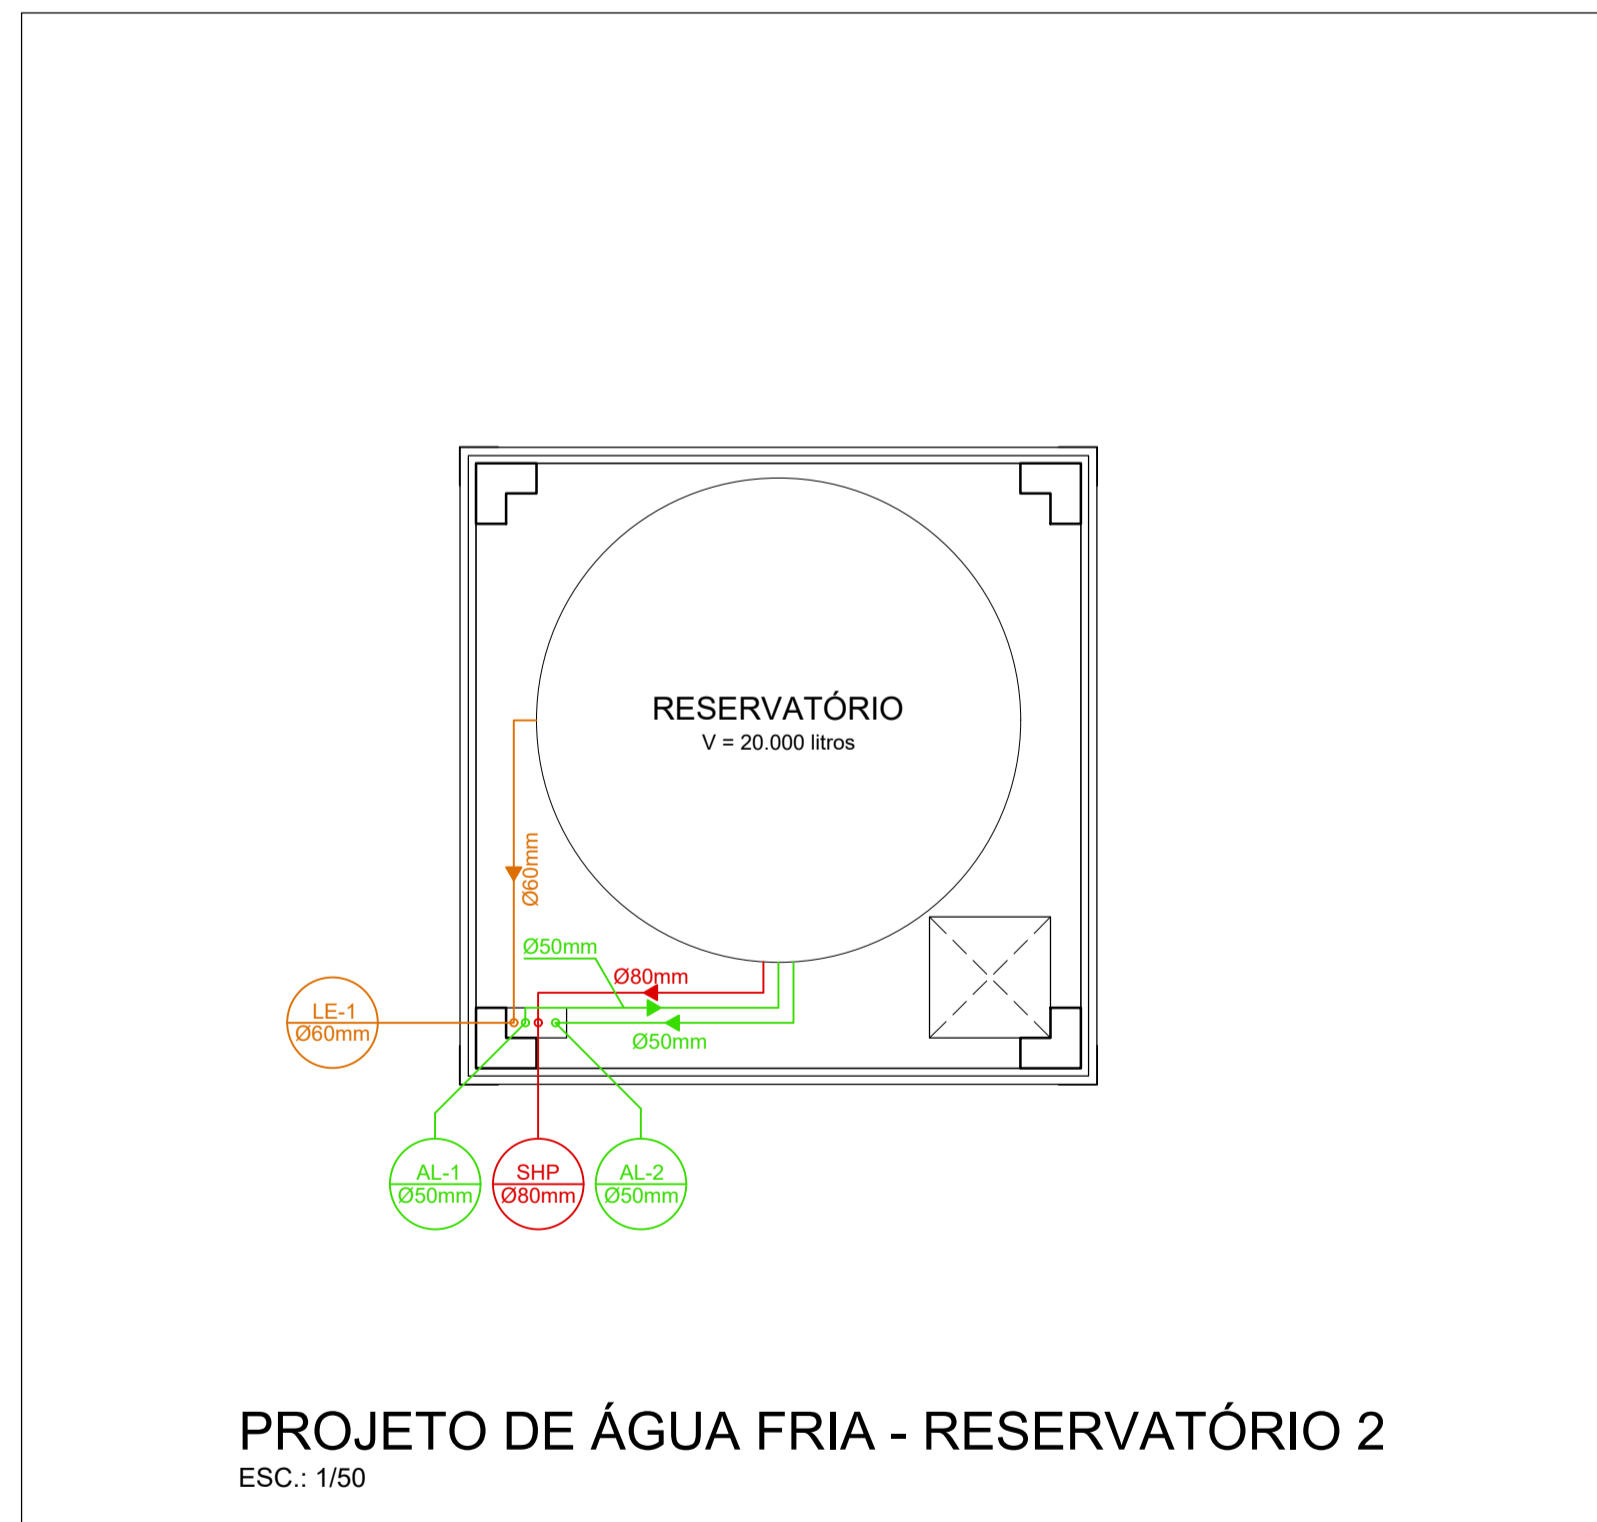 RESERVATÓRIO
V = 20.000 litros
Ø60mm
Ø50mm
Ø80mm
Ø50mm
LE-1
Ø60mm
AL-1
Ø50mm
SHP
Ø80mm
AL-2
Ø50mm
PROJETO DE ÁGUA FRIA - RESERVATÓRIO 2
ESC.: 1/50